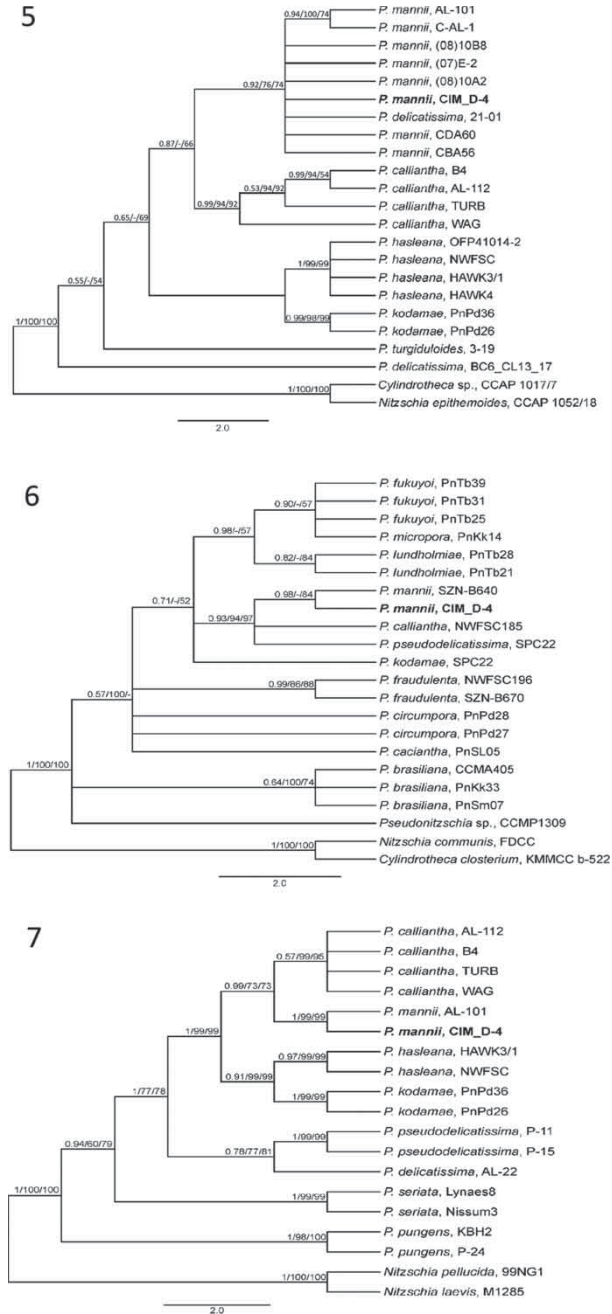 5
0.94/100/74
P. mannii, AL-101
P. mannii, C-AL-1
P. mannii, (08)10B8
P. mannii, (07)E-2
P. mannii, (08)10A2
0.92/76/74
P. mannii, CIM_D-4
P. delicatissima, 21-01
0.87/-/66
P. mannii, CDA60
P. mannii, CBA56
0.99/94/54
P. calliantha, B4
0.53/94/92
P. calliantha, AL-112
0.99/94/92
P. calliantha, TURB
P. calliantha, WAG
0.65/-/69
P. hasleana, OFP41014-2
P. hasleana, NWFSC
1/99/99
P. hasleana, HAWK3/1
0.55/-/54
P. hasleana, HAWK4
P. kodamae, PnPd36
0.99/98/99
P. kodamae, PnPd26
1/100/100
P. turgiduloides, 3-19
P. delicatissima, BC6_CL13_17
1/100/100
Cylindrotheca sp., CCAP 1017/7
Nitzschia epithemoides, CCAP 1052/18
2.0
6
P. fukuyoi, PnTb39
0.90/-/57
P. fukuyoi, PnTb31
P. fukuyoi, PnTb25
0.98/-/57
P. micropora, PnKk14
0.82/-/84
P. lundholmiae, PnTb28
P. lundholmiae, PnTb21
0.71/-/52
0.98/-/84
P. mannii, SZN-B640
P. mannii, CIM_D-4
0.93/94/97
P. calliantha, NWFSC185
P. pseudodelicatissima, SPC22
P. kodamae, SPC22
0.57/100/-
0.99/86/88
P. fraudulenta, NWFSC196
P. fraudulenta, SZN-B670
P. circumpora, PnPd28
P. circumpora, PnPd27
P. caciantha, PnSL05
1/100/100
P. brasiliana, CCMA405
0.64/100/74
P. brasiliana, PnKk33
P. brasiliana, PnSm07
Pseudonitzschia sp., CCMP1309
1/100/100
Nitzschia communis, FDCC
Cylindrotheca closterium, KMMCC b-522
2.0
7
P. calliantha, AL-112
0.57/99/95
P. calliantha, B4
P. calliantha, TURB
0.99/73/73
P. calliantha, WAG
1/99/99
P. mannii, AL-101
P. mannii, CIM_D-4
1/99/99
0.97/99/99
P. hasleana, HAWK3/1
0.91/99/99
P. hasleana, NWFSC
1/99/99
P. kodamae, PnPd36
1/77/78
P. kodamae, PnPd26
1/99/99
P. pseudodelicatissima, P-11
0.78/77/81
P. pseudodelicatissima, P-15
0.94/60/79
P. delicatissima, AL-22
1/99/99
P. seriata, Lynaes8
1/100/100
P. seriata, Nissum3
1/98/100
P. pungens, KBH2
P. pungens, P-24
1/100/100
Nitzschia pellucida, 99NG1
Nitzschia laevis, M1285
2.0